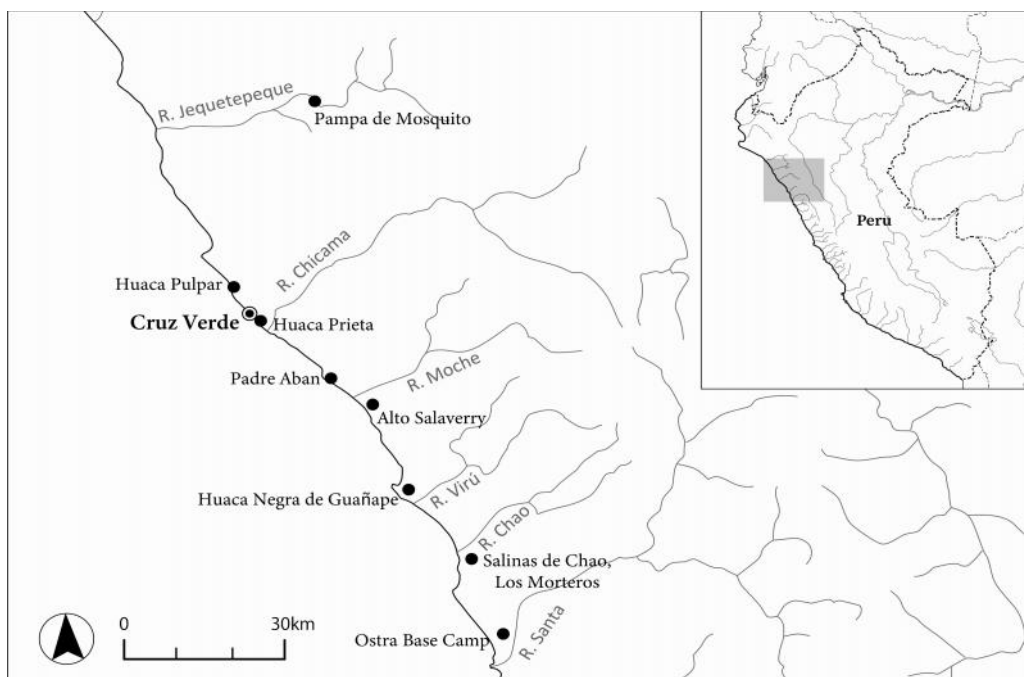 R. Jequetepeque
Pampa de Mosquito
Peru
R. Chicama
Huaca Pulpar
Cruz Verde
Huaca Prieta
R. Moche
Padre Aban
Alto Salaverry
R. Virú
Huaca Negra de Guañape
R. Chao
Salinas de Chao,
Los Morteros
R. Santa
Ostra Base Camp
0 30km